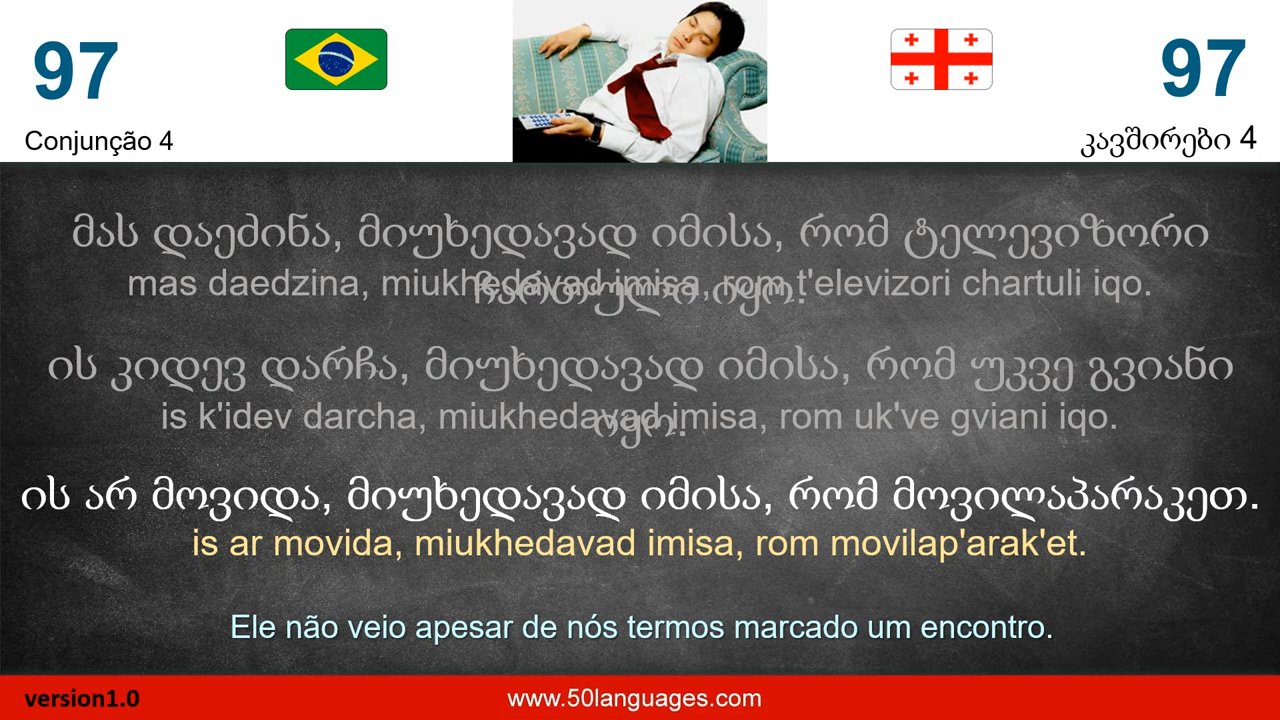 97
97
Conjunção 4
კავშირები 4
მას დაეძინა, მიუხედავად იმისა, რომ ტელევიზორი
ჩართული იყო.
mas daedzina, miukhedavad imisa, rom t'elevizori chartuli iqo.
ის კიდევ დარჩა, მიუხედავად იმისა, რომ უკვე გვიანი
იყო.
is k'idev darcha, miukhedavad imisa, rom uk've gviani iqo.
ის არ მოვიდა, მიუხედავად იმისა, რომ მოვილაპარაკეთ.
is ar movida, miukhedavad imisa, rom movilap'arak'et.
Ele não veio apesar de nós termos marcado um encontro.
version1.0
www.50languages.com